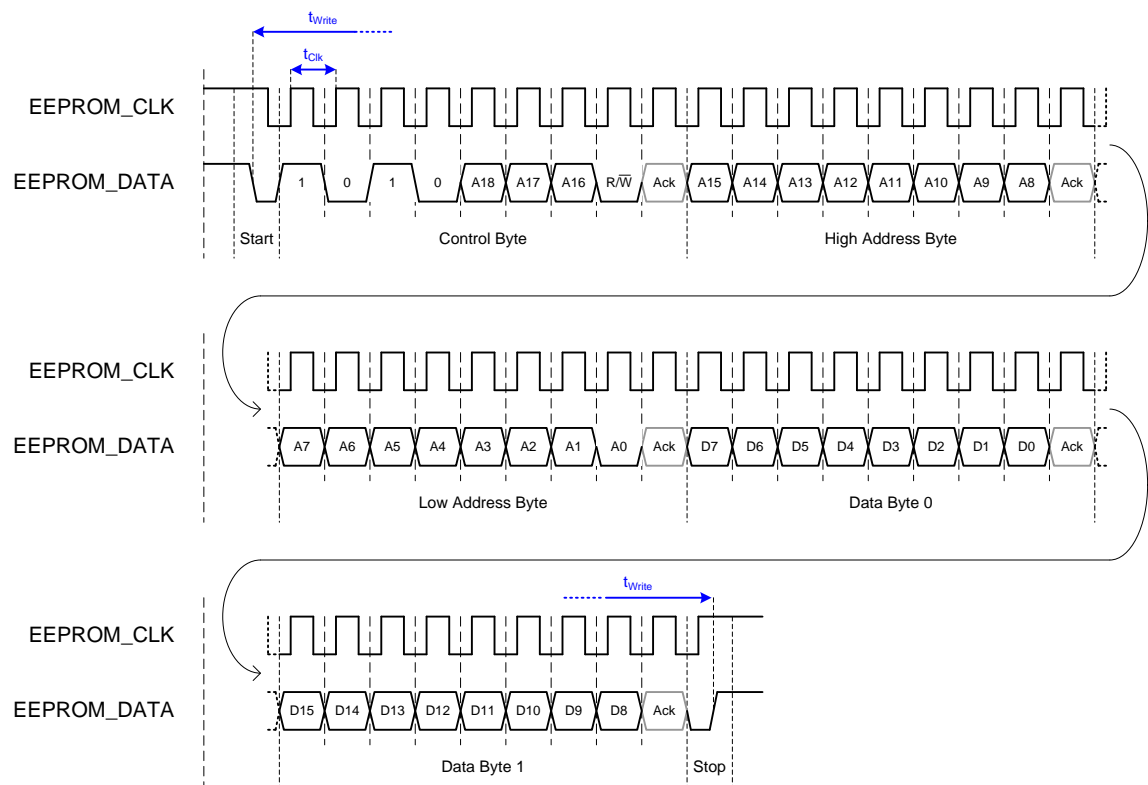 tWrite
tClk
EEPROM_CLK
EEPROM_DATA 1 0 1 0 A18 A17 A16 R/W̅ Ack A15 A14 A13 A12 A11 A10 A9 A8 Ack
Start Control Byte High Address Byte
EEPROM_CLK
EEPROM_DATA A7 A6 A5 A4 A3 A2 A1 A0 Ack D7 D6 D5 D4 D3 D2 D1 D0 Ack
Low Address Byte Data Byte 0
tWrite
EEPROM_CLK
EEPROM_DATA D15 D14 D13 D12 D11 D10 D9 D8 Ack
Data Byte 1 Stop